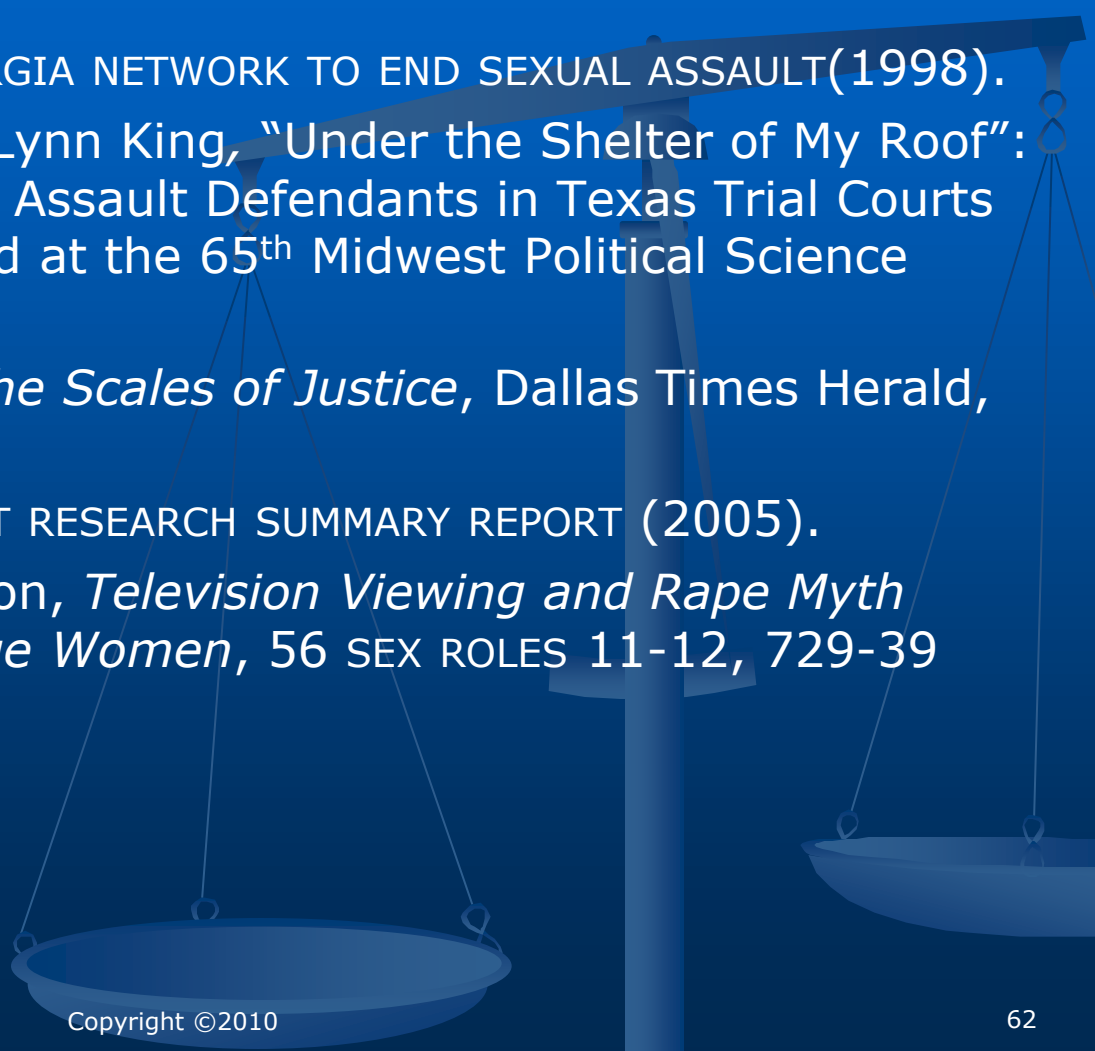 GIA NETWORK TO END SEXUAL ASSAULT(1998).
Lynn King, “Under the Shelter of My Roof”:
Assault Defendants in Texas Trial Courts
d at the 65th Midwest Political Science
he Scales of Justice, Dallas Times Herald,
T RESEARCH SUMMARY REPORT (2005).
on, Television Viewing and Rape Myth
e Women, 56 SEX ROLES 11-12, 729-39
Copyright ©2010
62